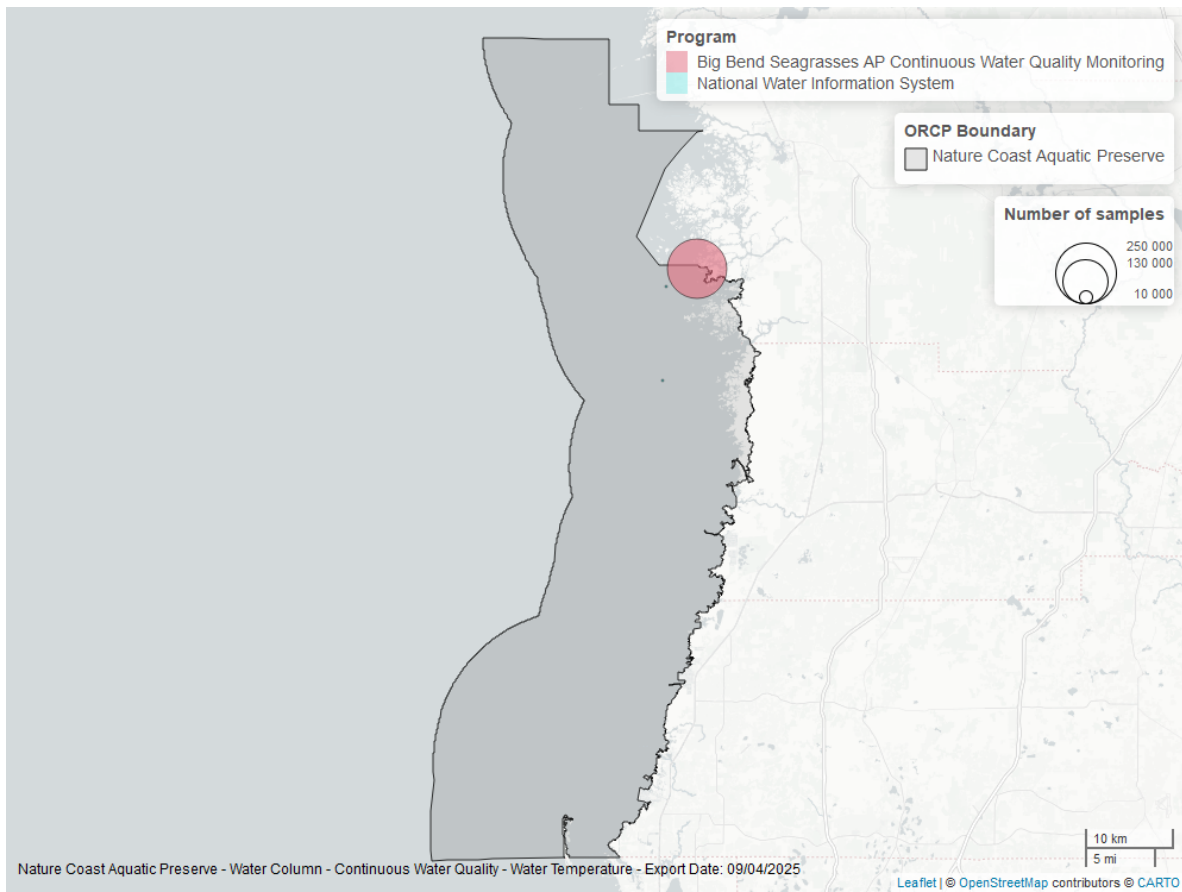 Program
Big Bend Seagrasses AP Continuous Water Quality Monitoring
National Water Information System
ORCP Boundary
Nature Coast Aquatic Preserve
Number of samples
250 000
130 000
10 000
10 km
5 mi
Nature Coast Aquatic Preserve - Water Column - Continuous Water Quality - Water Temperature - Export Date: 09/04/2025
Leaflet | © OpenStreetMap contributors © CARTO